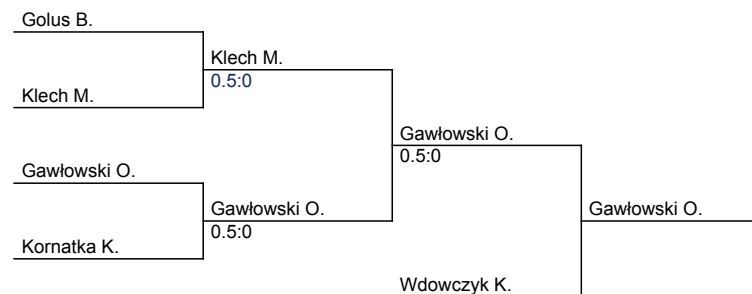 Golus B.
Klech M.
0.5:0
Klech M.
Gawłowski O.
0.5:0
Gawłowski O.
Gawłowski O.
Gawłowski O.
0.5:0
Kornatka K.
Wdowczyk K.